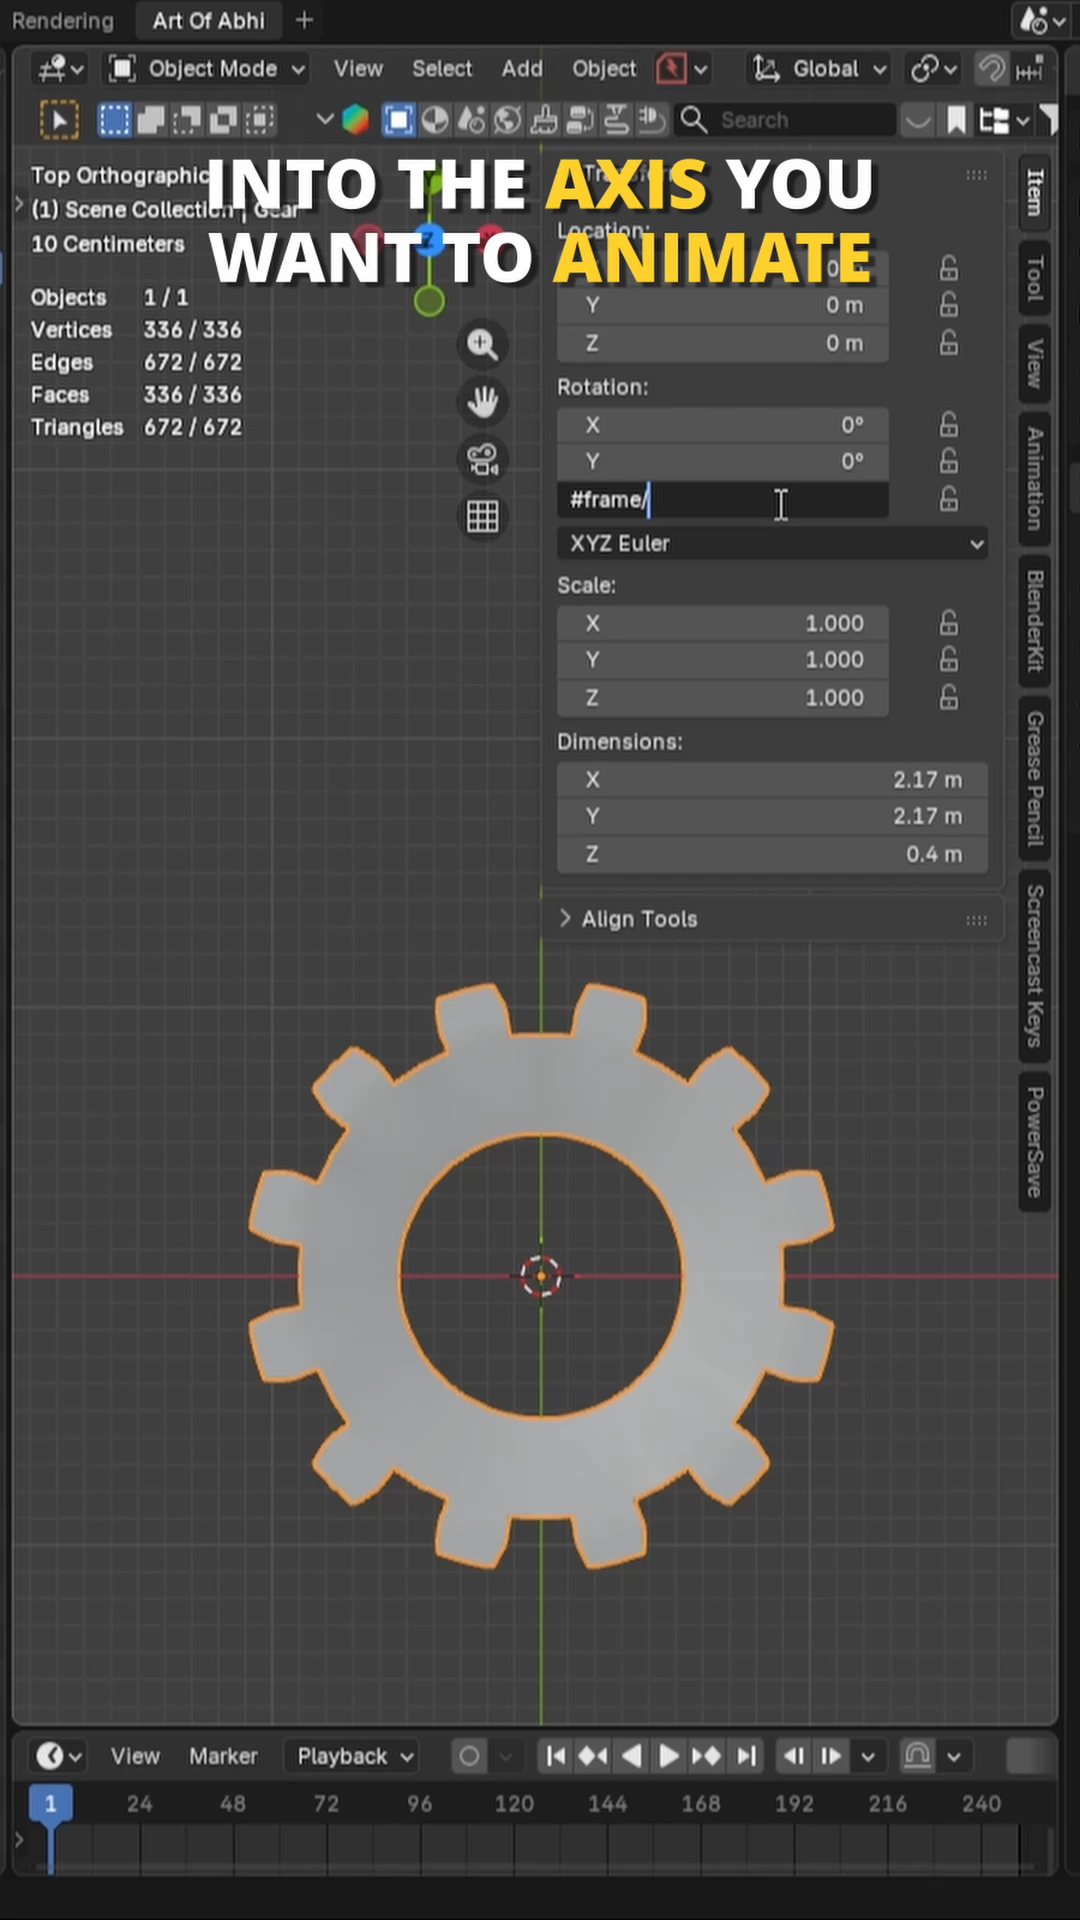 Rendering Art Of Abhi +
Object Mode View Select Add Object Global
Search
INTO THE AXIS YOU
WANT TO ANIMATE
Top Orthographic
(1) Scene Collection | Gear
10 Centimeters
Objects 1 / 1
Vertices 336 / 336
Edges 672 / 672
Faces 336 / 336
Triangles 672 / 672
Z
Location:
Y 0 m
Z 0 m
Rotation:
X 0°
Y 0°
#frame/
XYZ Euler
Scale:
X 1.000
Y 1.000
Z 1.000
Dimensions:
X 2.17 m
Y 2.17 m
Z 0.4 m
Align Tools
Item
Tool
View
Animation
BlenderKit
Grease Pencil
Screencast Keys
PowerSave
View Marker Playback
1 24 48 72 96 120 144 168 192 216 240